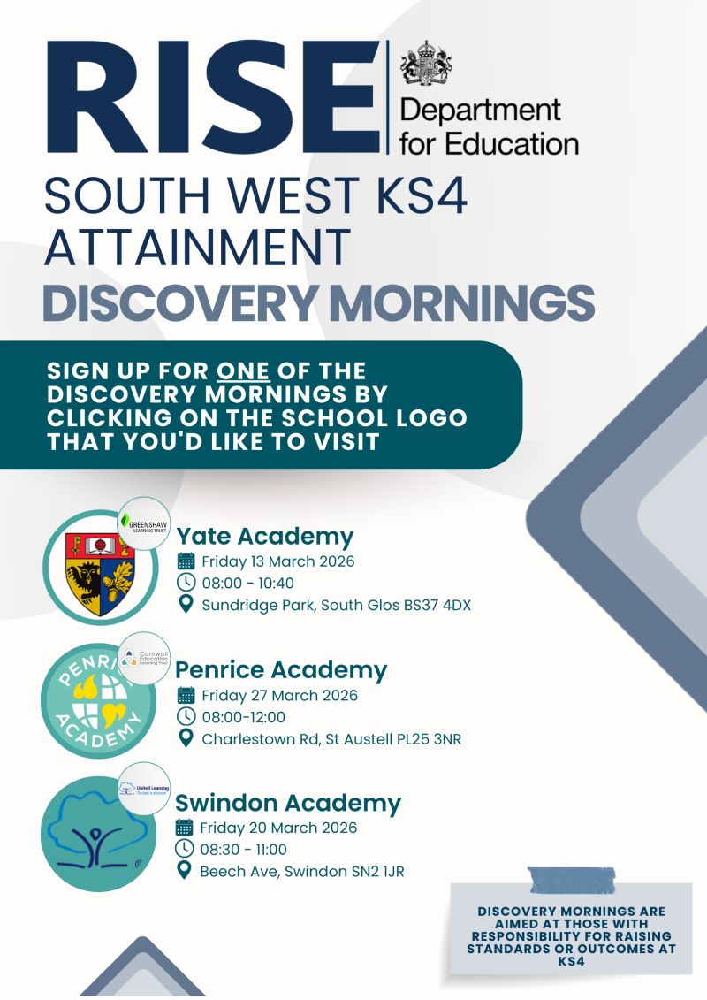 RISE
Department
for Education
SOUTH WEST KS4
ATTAINMENT
DISCOVERY MORNINGS
SIGN UP FOR ONE OF THE
DISCOVERY MORNINGS BY
CLICKING ON THE SCHOOL LOGO
THAT YOU'D LIKE TO VISIT
GREENSHAW
LEARNING TRUST
Yate Academy
Friday 13 March 2026
08:00 - 10:40
Sundridge Park, South Glos BS37 4DX
Cornwall
Education
Learning Trust
PENRICE
ACADEMY
Penrice Academy
Friday 27 March 2026
08:00-12:00
Charlestown Rd, St Austell PL25 3NR
United Learning
The best in everyone
Swindon Academy
Friday 20 March 2026
08:30 - 11:00
Beech Ave, Swindon SN2 1JR
DISCOVERY MORNINGS ARE
AIMED AT THOSE WITH
RESPONSIBILITY FOR RAISING
STANDARDS OR OUTCOMES AT
KS4